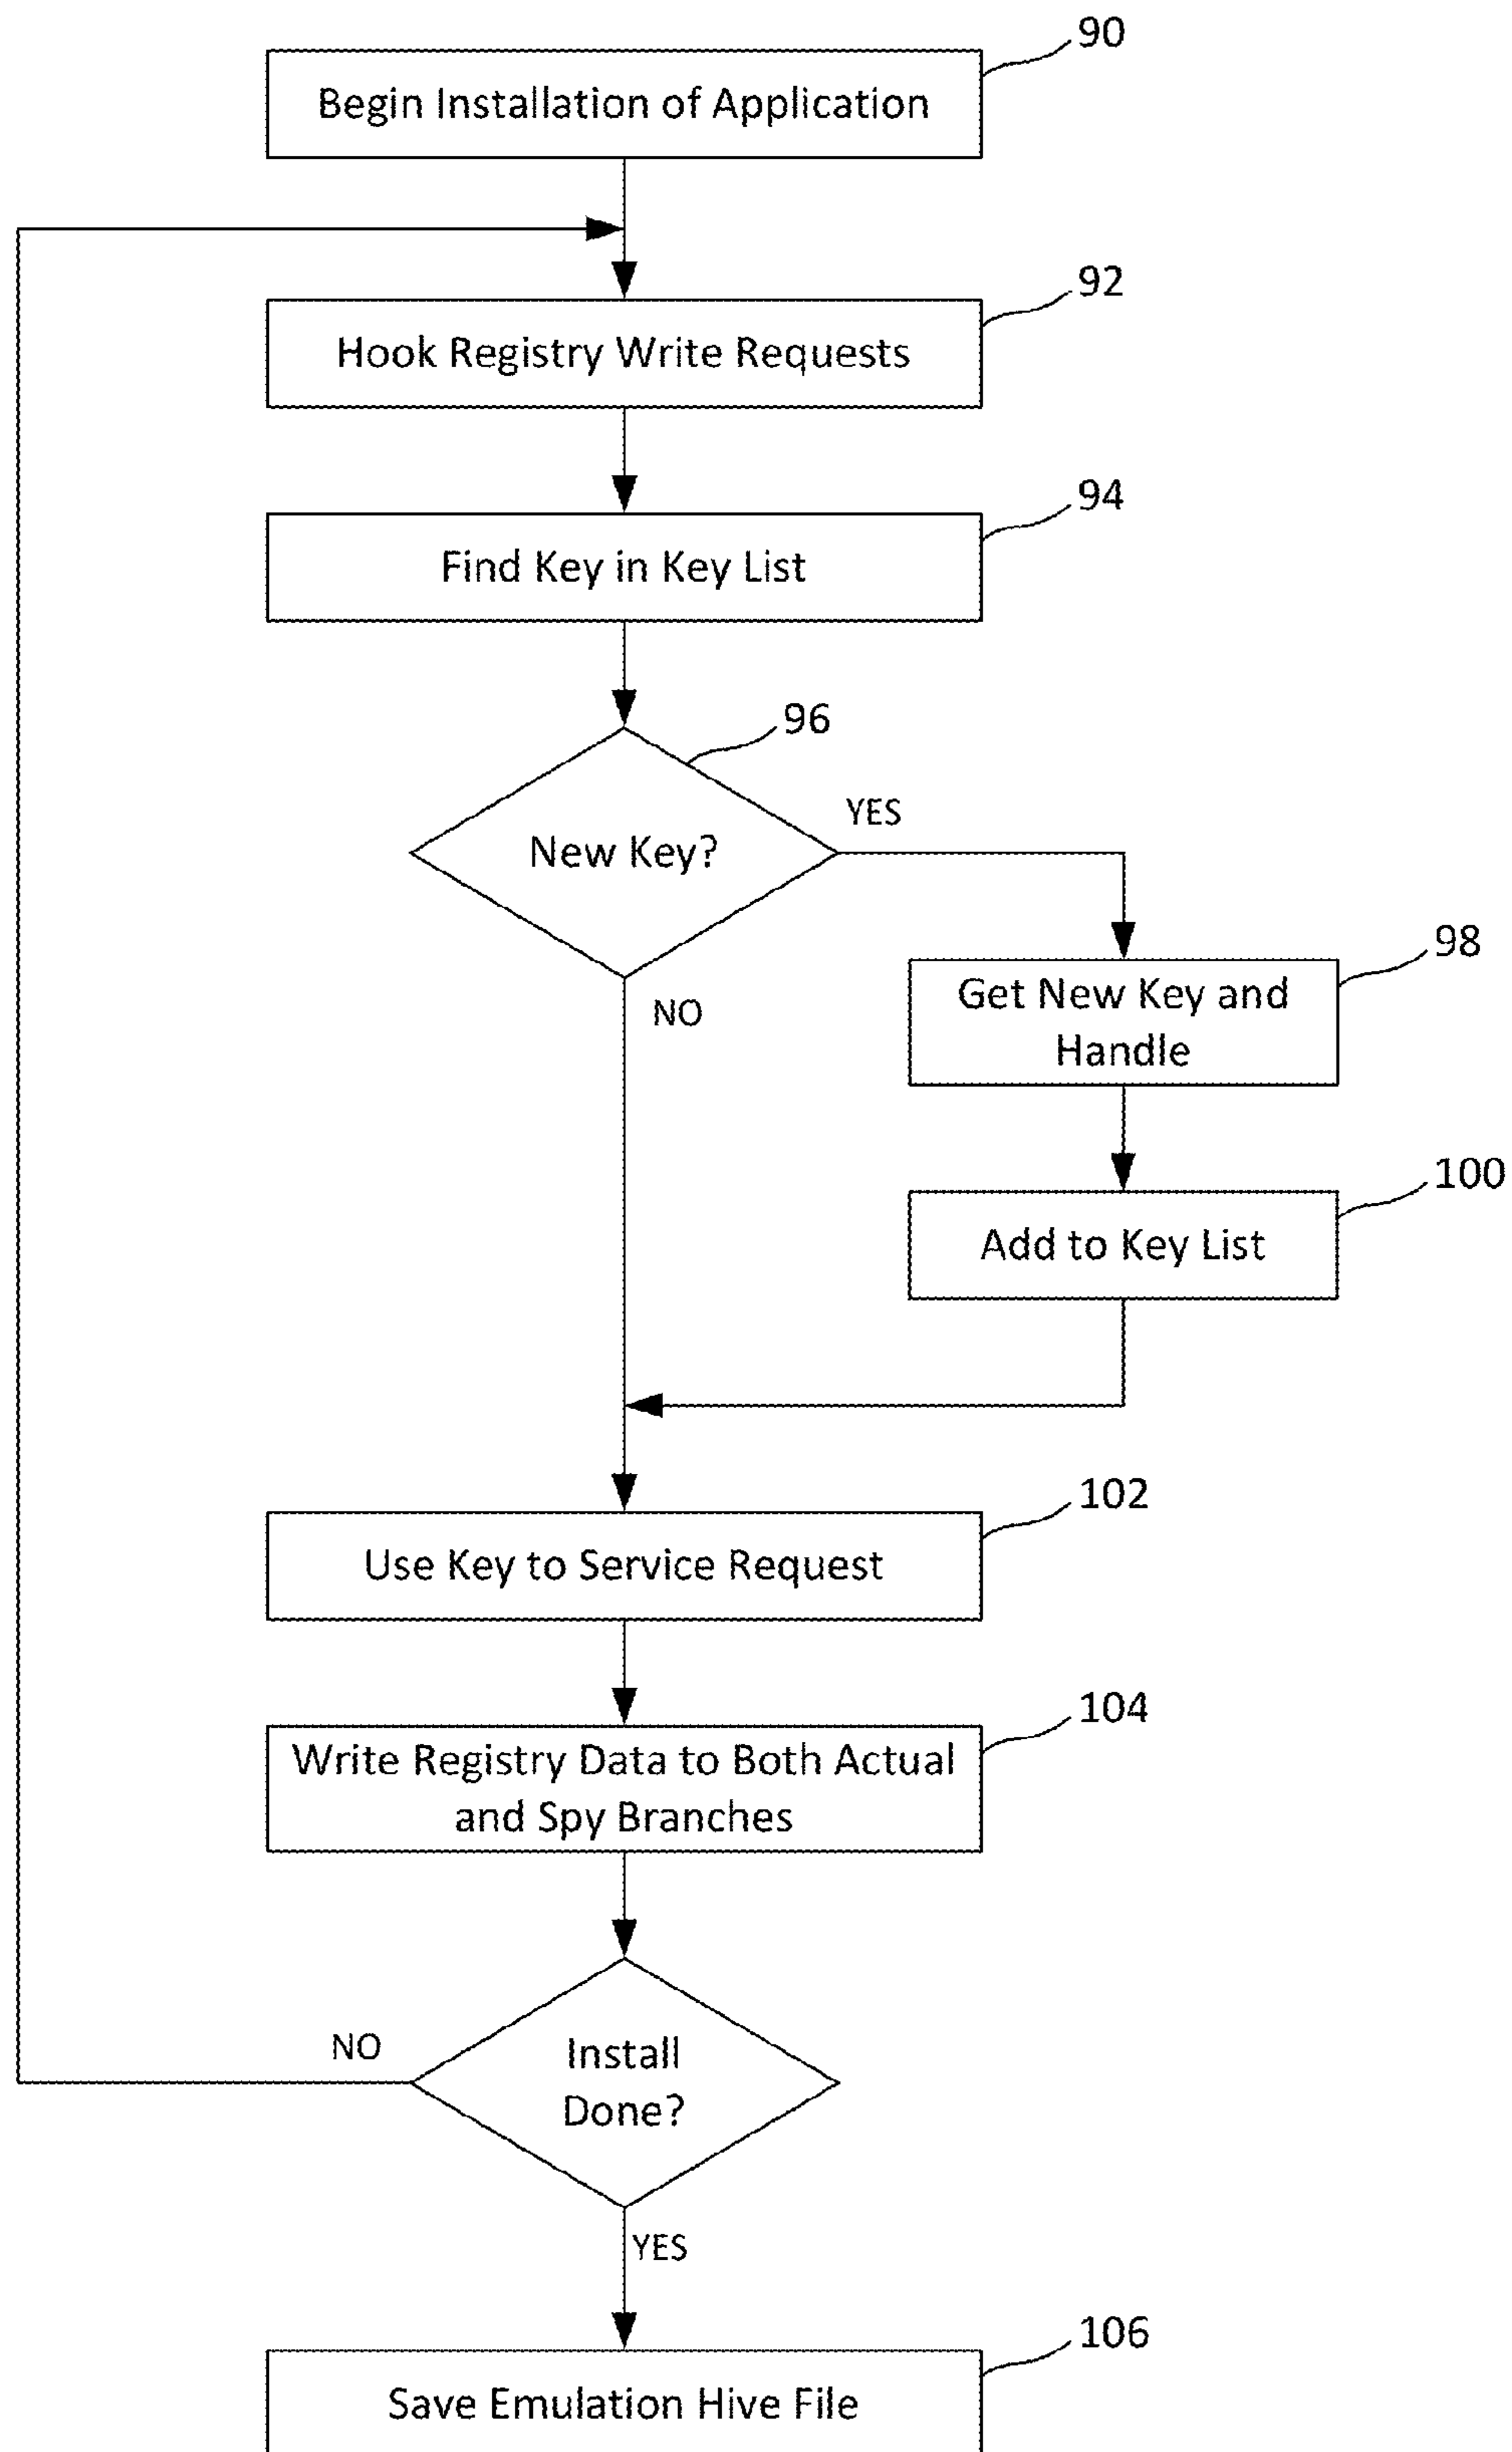 90
Begin Installation of Application
92
Hook Registry Write Requests
94
Find Key in Key List
96
YES
New Key?
98
Get New Key and
Handle
NO
100
Add to Key List
102
Use Key to Service Request
104
Write Registry Data to Both Actual
and Spy Branches
NO
Install
Done?
YES
106
Save Emulation Hive File